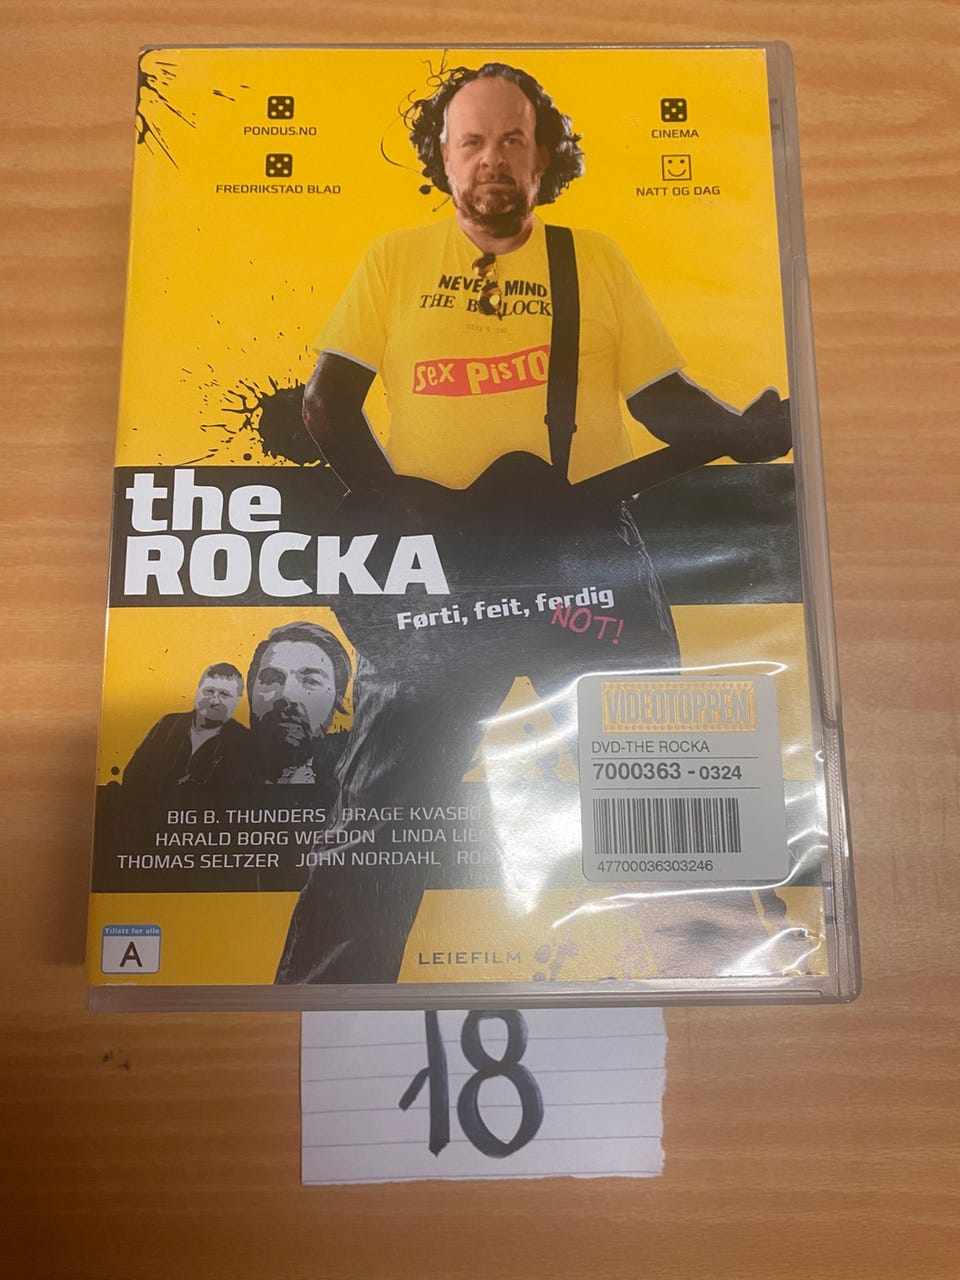 PONDUS.NO
CINEMA
FREDRIKSTAD BLAD
NATT OG DAG
NEVER MIND
THE B LOCK
SEX PISTO
the
ROCKA
Førti, feit, ferdig
NOT!
VIDEOTOPPEN
DVD-THE ROCKA
7000363 - 0324
47700036303246
BIG B. THUNDERS BRAGE KVASBO
HARALD BORG WEEDON LINDA LIE
THOMAS SELTZER JOHN NORDAHL
Tillatt for alle
A
LEIEFILM
18